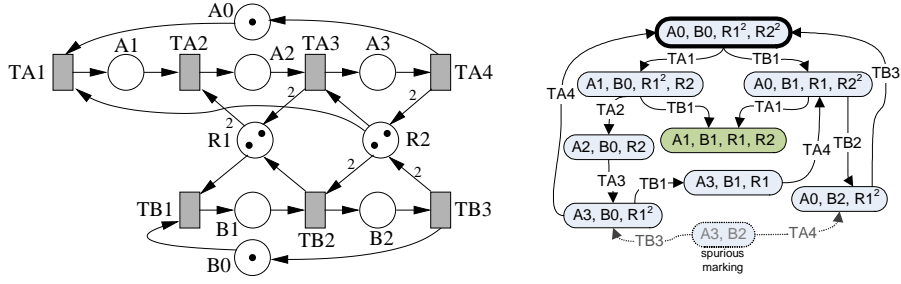 A0
A1
TA2
A2
TA3
A3
TA1
TA4
2
2
2
R1
R2
2
2
TB1
B1
TB2
B2
TB3
B0
A0, B0, R1², R2²
TA1
TB1
TB3
A1, B0, R1², R2
A0, B1, R1, R2²
TA4
TA2
TB1
TA1
A1, B1, R1, R2
A2, B0, R2
TA4
TB2
TA3
TB1
A3, B1, R1
A0, B2, R1²
A3, B0, R1²
TB3
A3, B2
TA4
spurious
marking